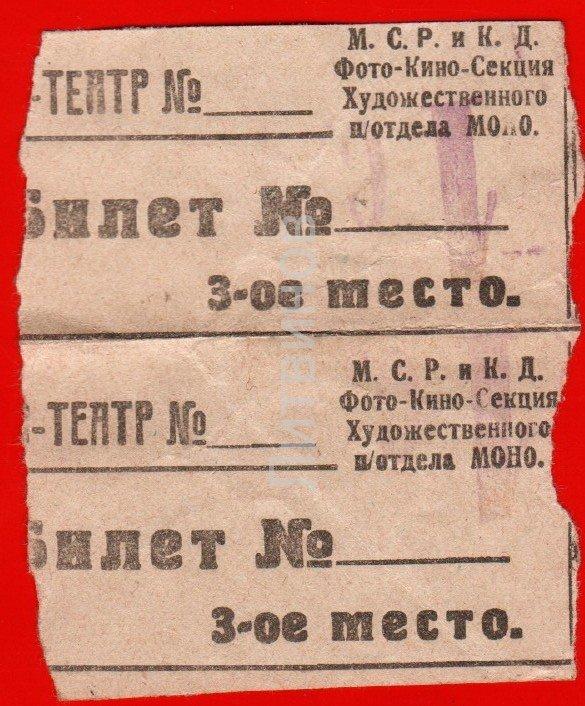 М. С. Р. и К. Д.
Фото-Кино-Секция
Художественного
п/отдела МОНО.
-ТЕАТР №
Билет №
3-ое место.
М. С. Р. и К. Д.
Фото-Кино-Секция
Художественного
п/отдела МОНО.
-ТЕАТР №
Билет №
3-ое место.
ЛИТВИНОВ